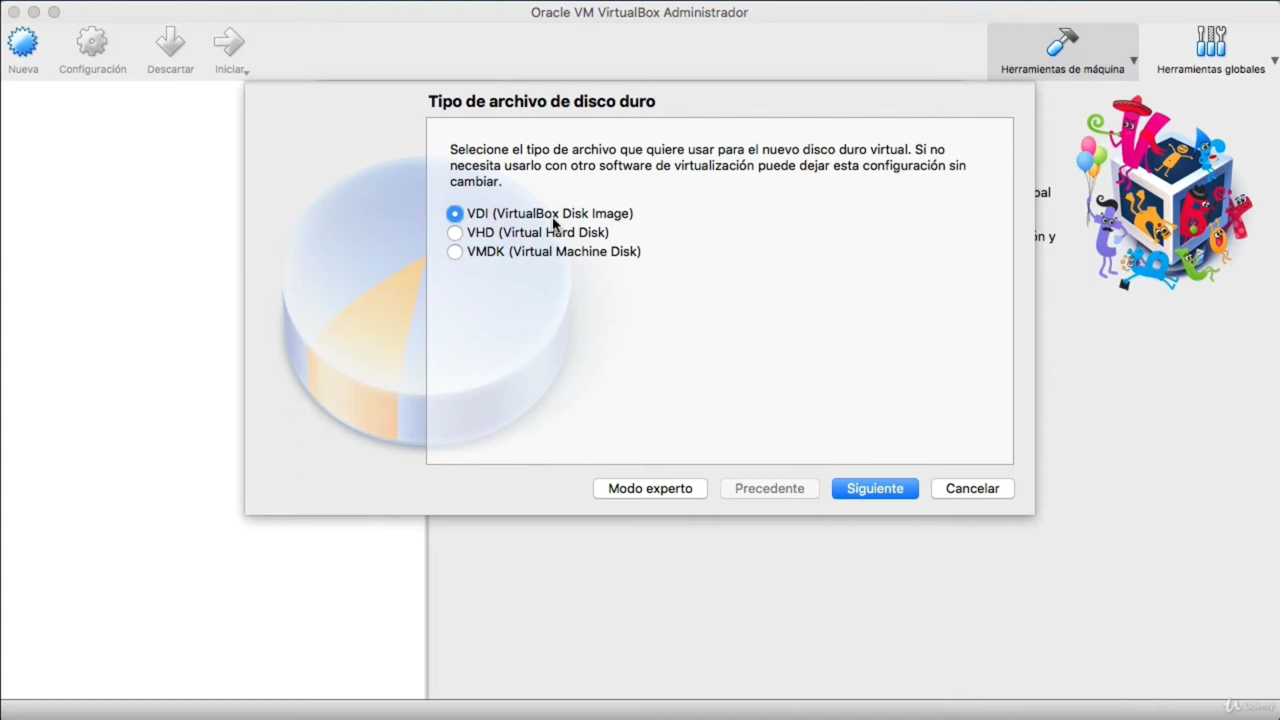 Oracle VM VirtualBox Administrador
Nueva
Configuración
Descartar
Iniciar
Herramientas de máquina
Herramientas globales
Tipo de archivo de disco duro
Selecione el tipo de archivo que quiere usar para el nuevo disco duro virtual. Si no
necesita usarlo con otro software de virtualización puede dejar esta configuración sin
cambiar.
VDI (VirtualBox Disk Image)
VHD (Virtual Hard Disk)
VMDK (Virtual Machine Disk)
Modo experto
Precedente
Siguiente
Cancelar
bal
ón y
Udemy